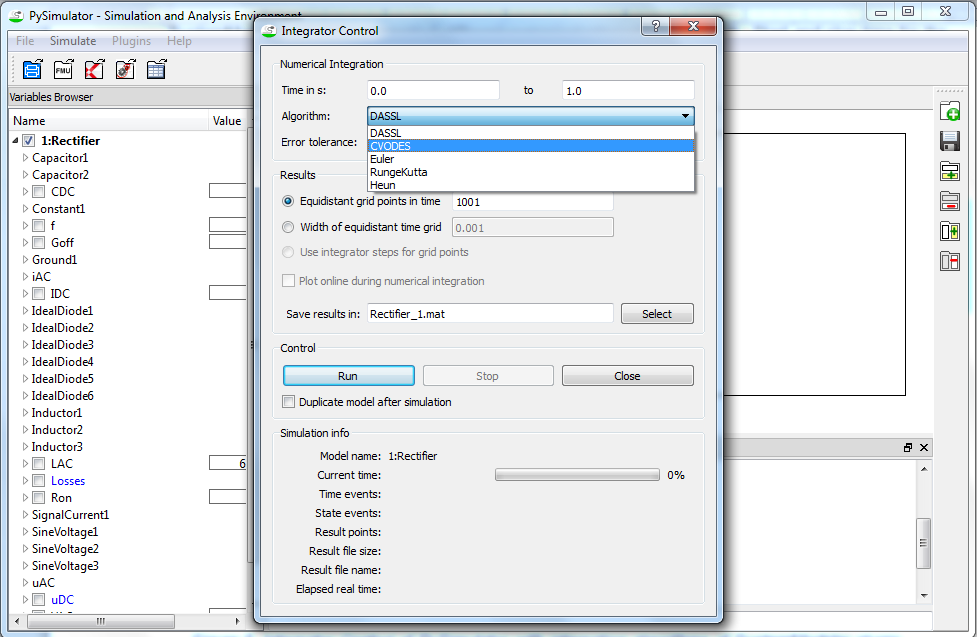 PySimulator - Simulation and Analysis Environment
File Simulate Plugins Help
FMU
Variables Browser
Name Value
1:Rectifier
Capacitor1
Capacitor2
CDC
Constant1
f
Goff
Ground1
iAC
IDC
IdealDiode1
IdealDiode2
IdealDiode3
IdealDiode4
IdealDiode5
IdealDiode6
Inductor1
Inductor2
Inductor3
LAC 6
Losses
Ron
SignalCurrent1
SineVoltage1
SineVoltage2
SineVoltage3
uAC
uDC
Integrator Control
Numerical Integration
Time in s: 0.0 to 1.0
Algorithm: DASSL
DASSL
Error tolerance: CVODES
Euler
RungeKutta
Heun
Results
Equidistant grid points in time 1001
Width of equidistant time grid 0.001
Use integrator steps for grid points
Plot online during numerical integration
Save results in: Rectifier_1.mat Select
Control
Run Stop Close
Duplicate model after simulation
Simulation info
Model name: 1:Rectifier
Current time: 0%
Time events:
State events:
Result points:
Result file size:
Result file name:
Elapsed real time: